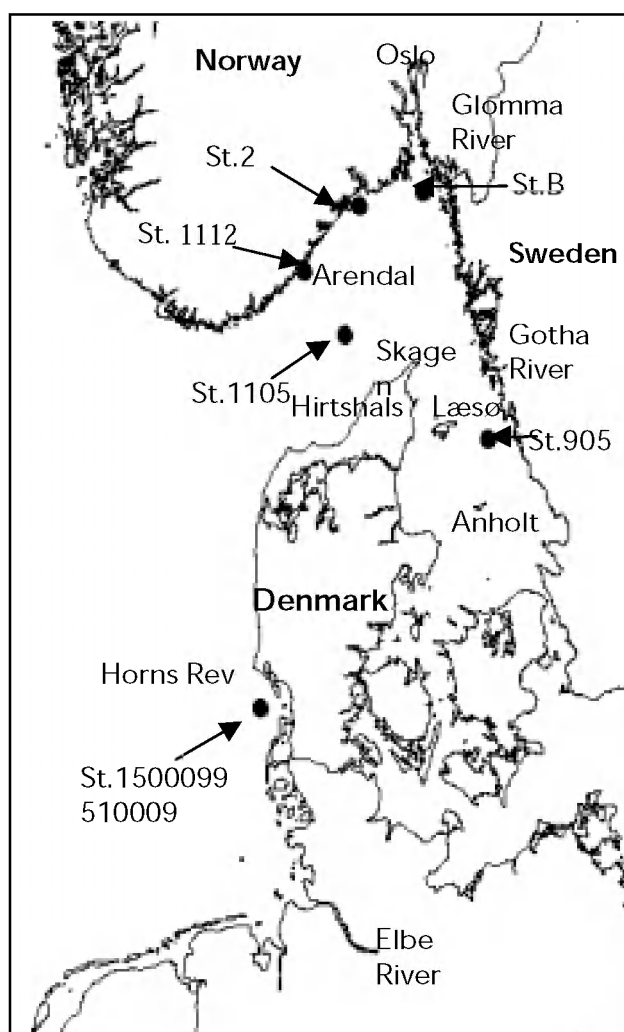 Norway
Oslo
Glomma
River
St.2
St.B
St. 1112
Sweden
Arendal
Gotha
River
Skage
n
St.1105
Hirtshals
Læsø
St.905
Anholt
Denmark
Horns Rev
St.1500099
510009
Elbe
River